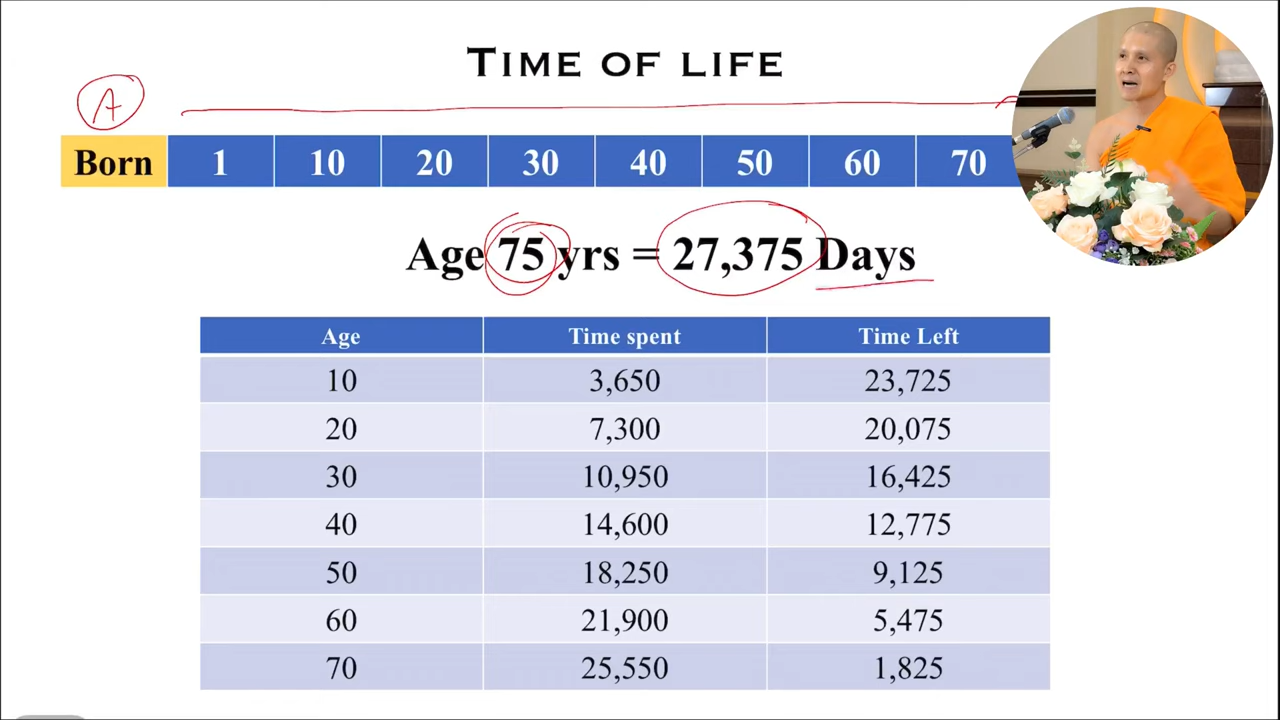 TIME OF LIFE
A
Born 1 10 20 30 40 50 60 70
Age 75 yrs = 27,375 Days
Age Time spent Time Left
10 3,650 23,725
20 7,300 20,075
30 10,950 16,425
40 14,600 12,775
50 18,250 9,125
60 21,900 5,475
70 25,550 1,825